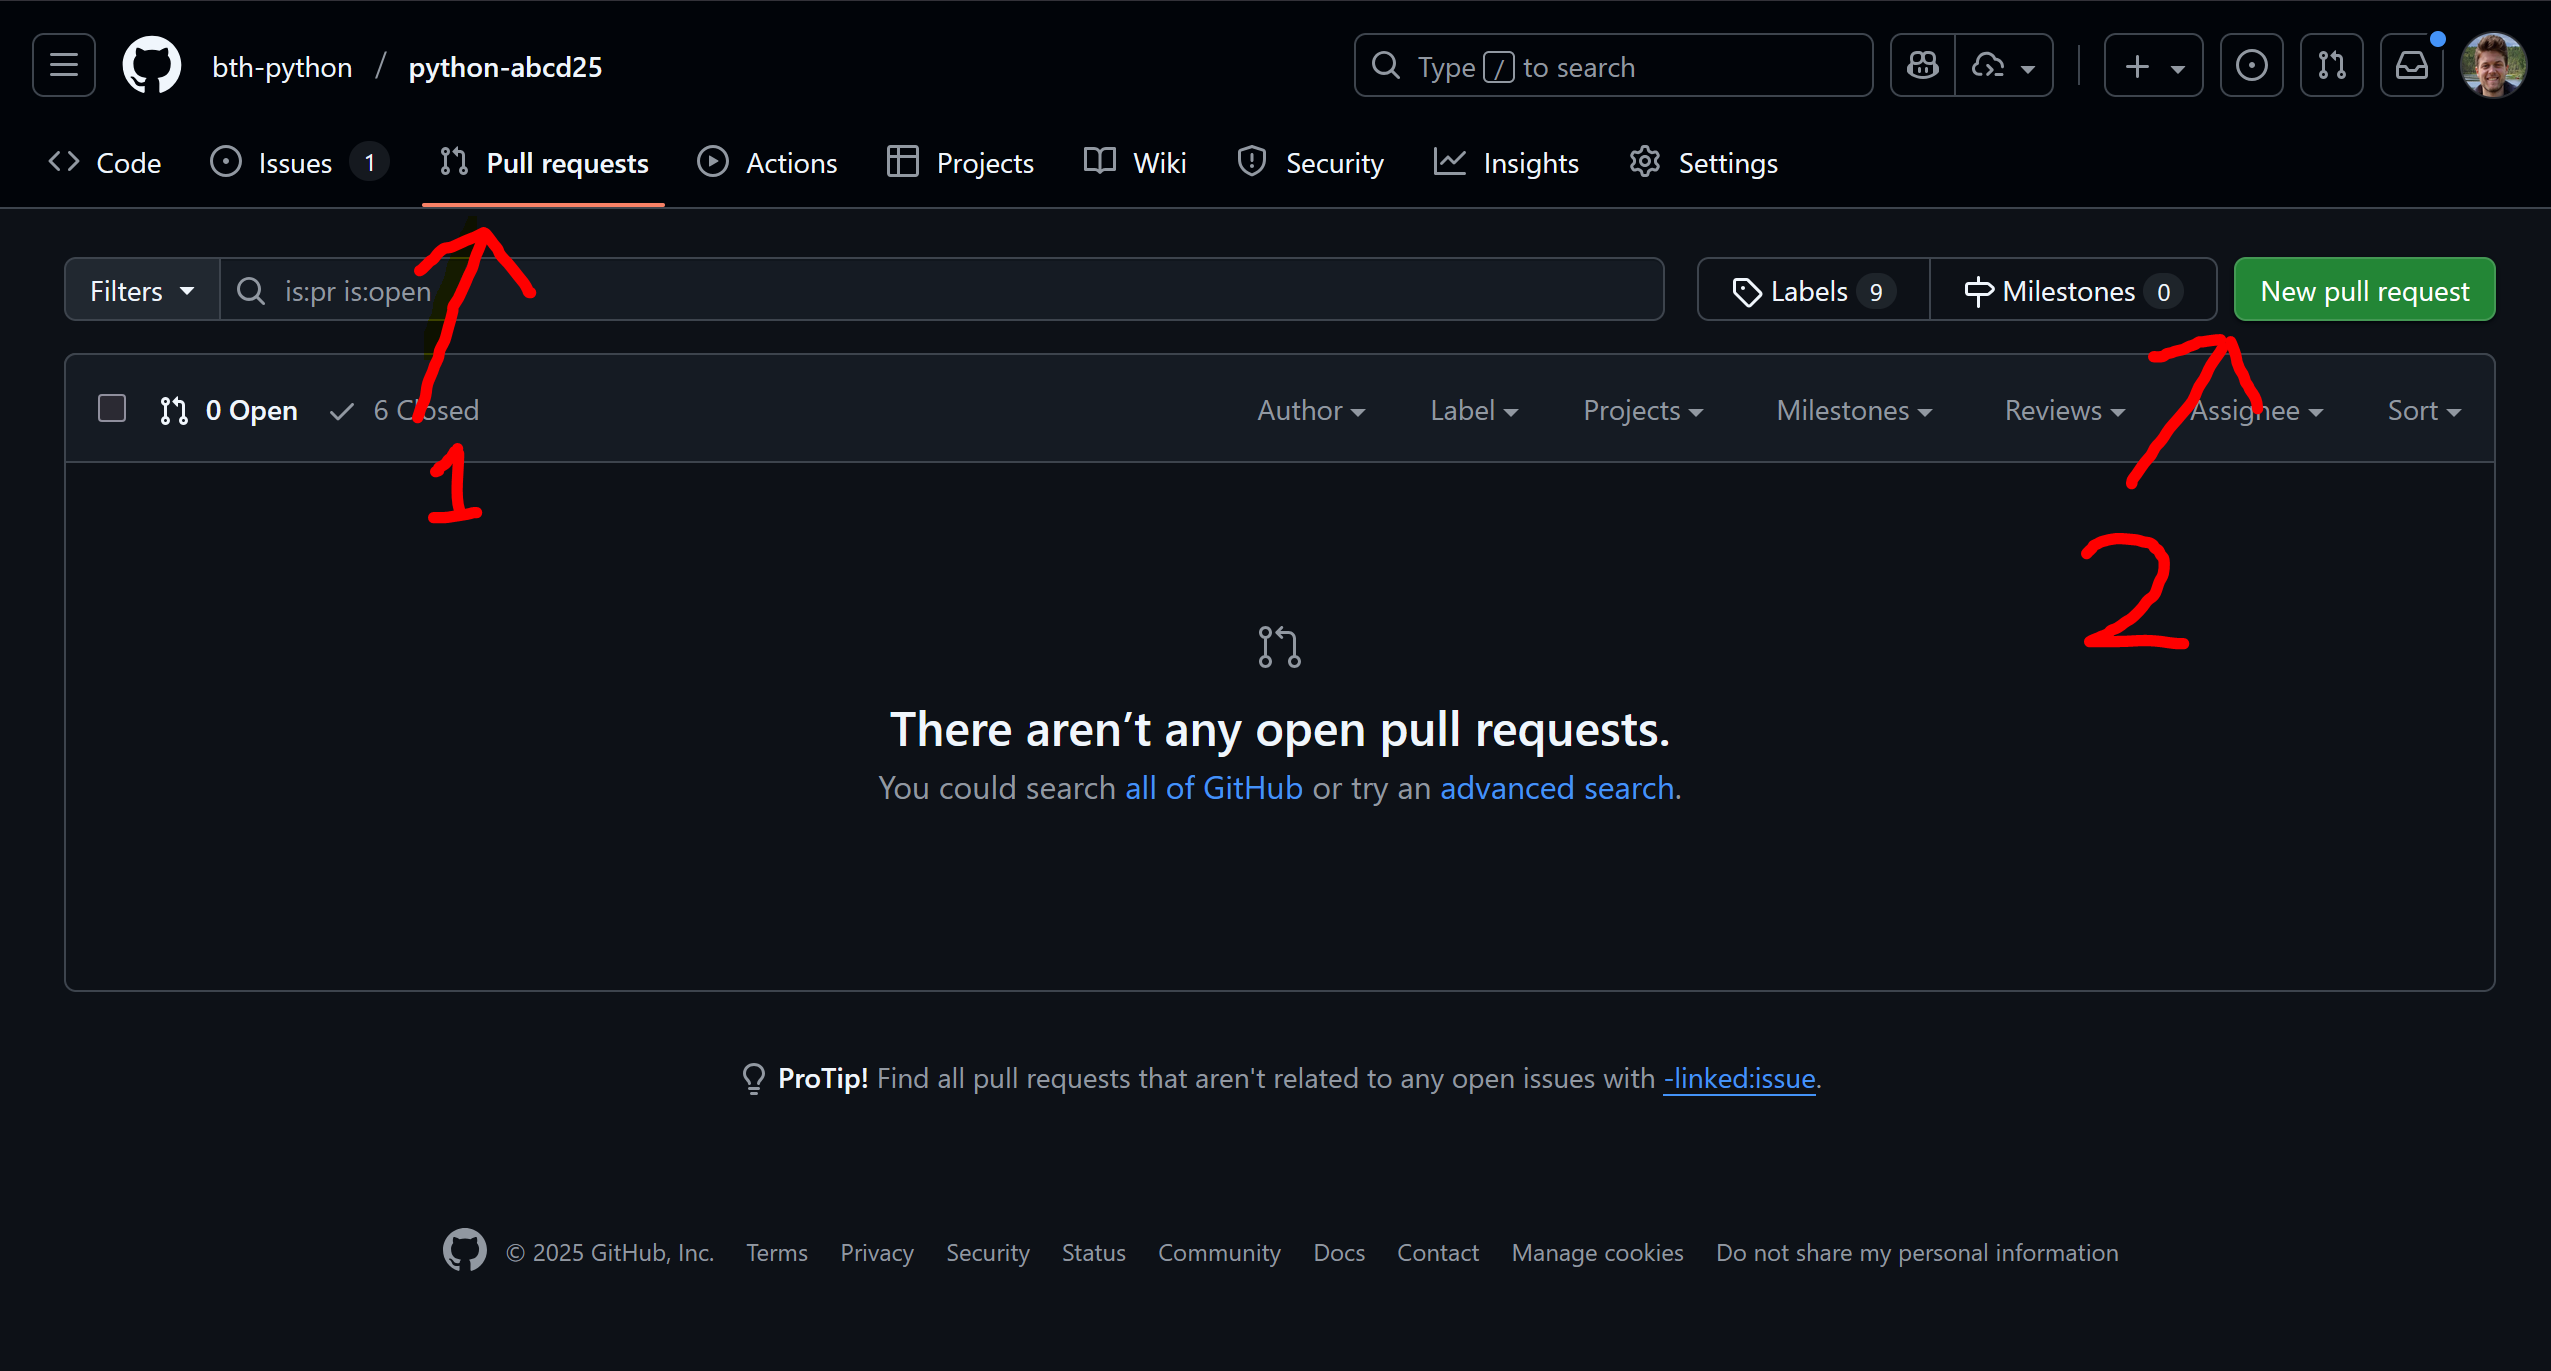 bth-python / python-abcd25
Type / to search
Code Issues 1 Pull requests Actions Projects Wiki Security Insights Settings
Filters is:pr is:open Labels 9 Milestones 0 New pull request
0 Open 6 Closed Author Label Projects Milestones Reviews Assignee Sort
1
2
There aren’t any open pull requests.
You could search all of GitHub or try an advanced search.
ProTip! Find all pull requests that aren't related to any open issues with -linked:issue.
© 2025 GitHub, Inc. Terms Privacy Security Status Community Docs Contact Manage cookies Do not share my personal information